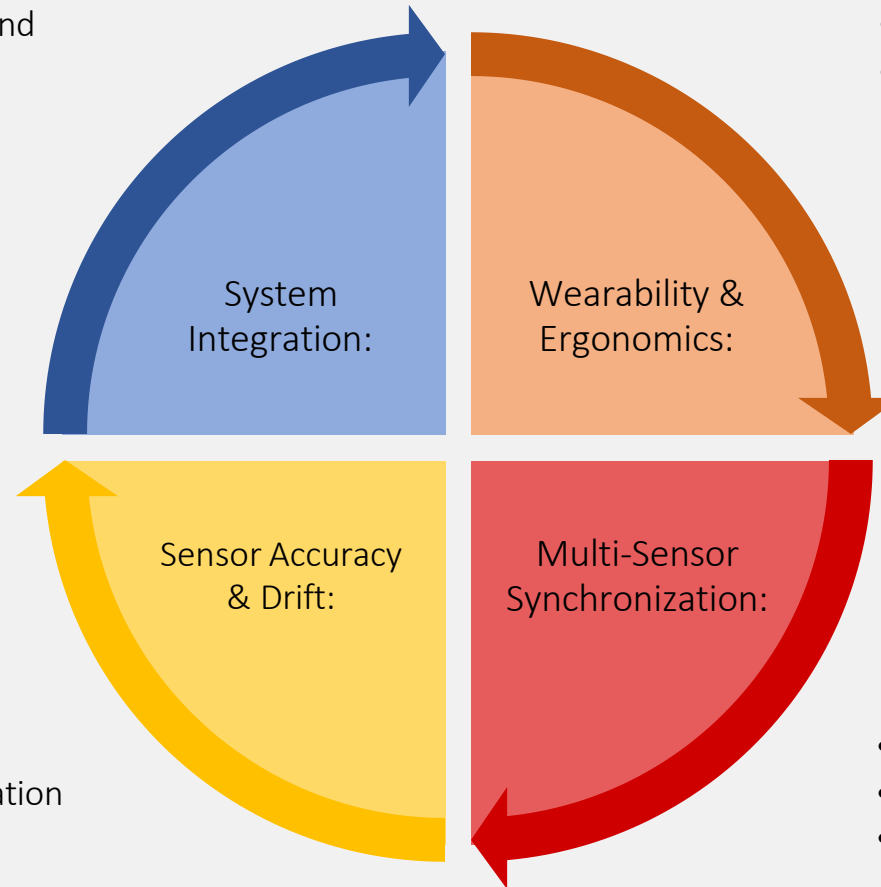 nd
System
Integration:
Wearability &
Ergonomics:
Sensor Accuracy
& Drift:
Multi-Sensor
Synchronization:
ation
•
•
•